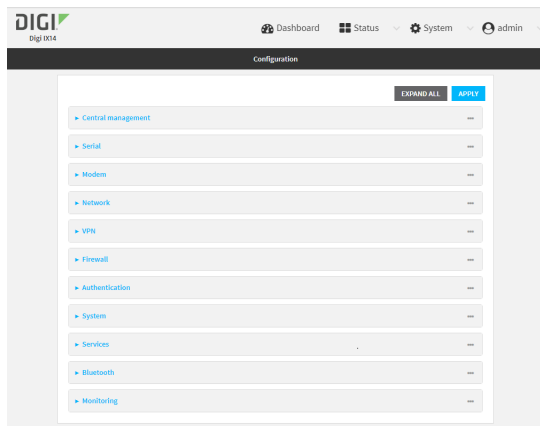 DIGI
Digi IX14
Dashboard
Status
System
admin
Configuration
EXPAND ALL
APPLY
Central management
Serial
Modem
Network
VPN
Firewall
Authentication
System
Services
Bluetooth
Monitoring